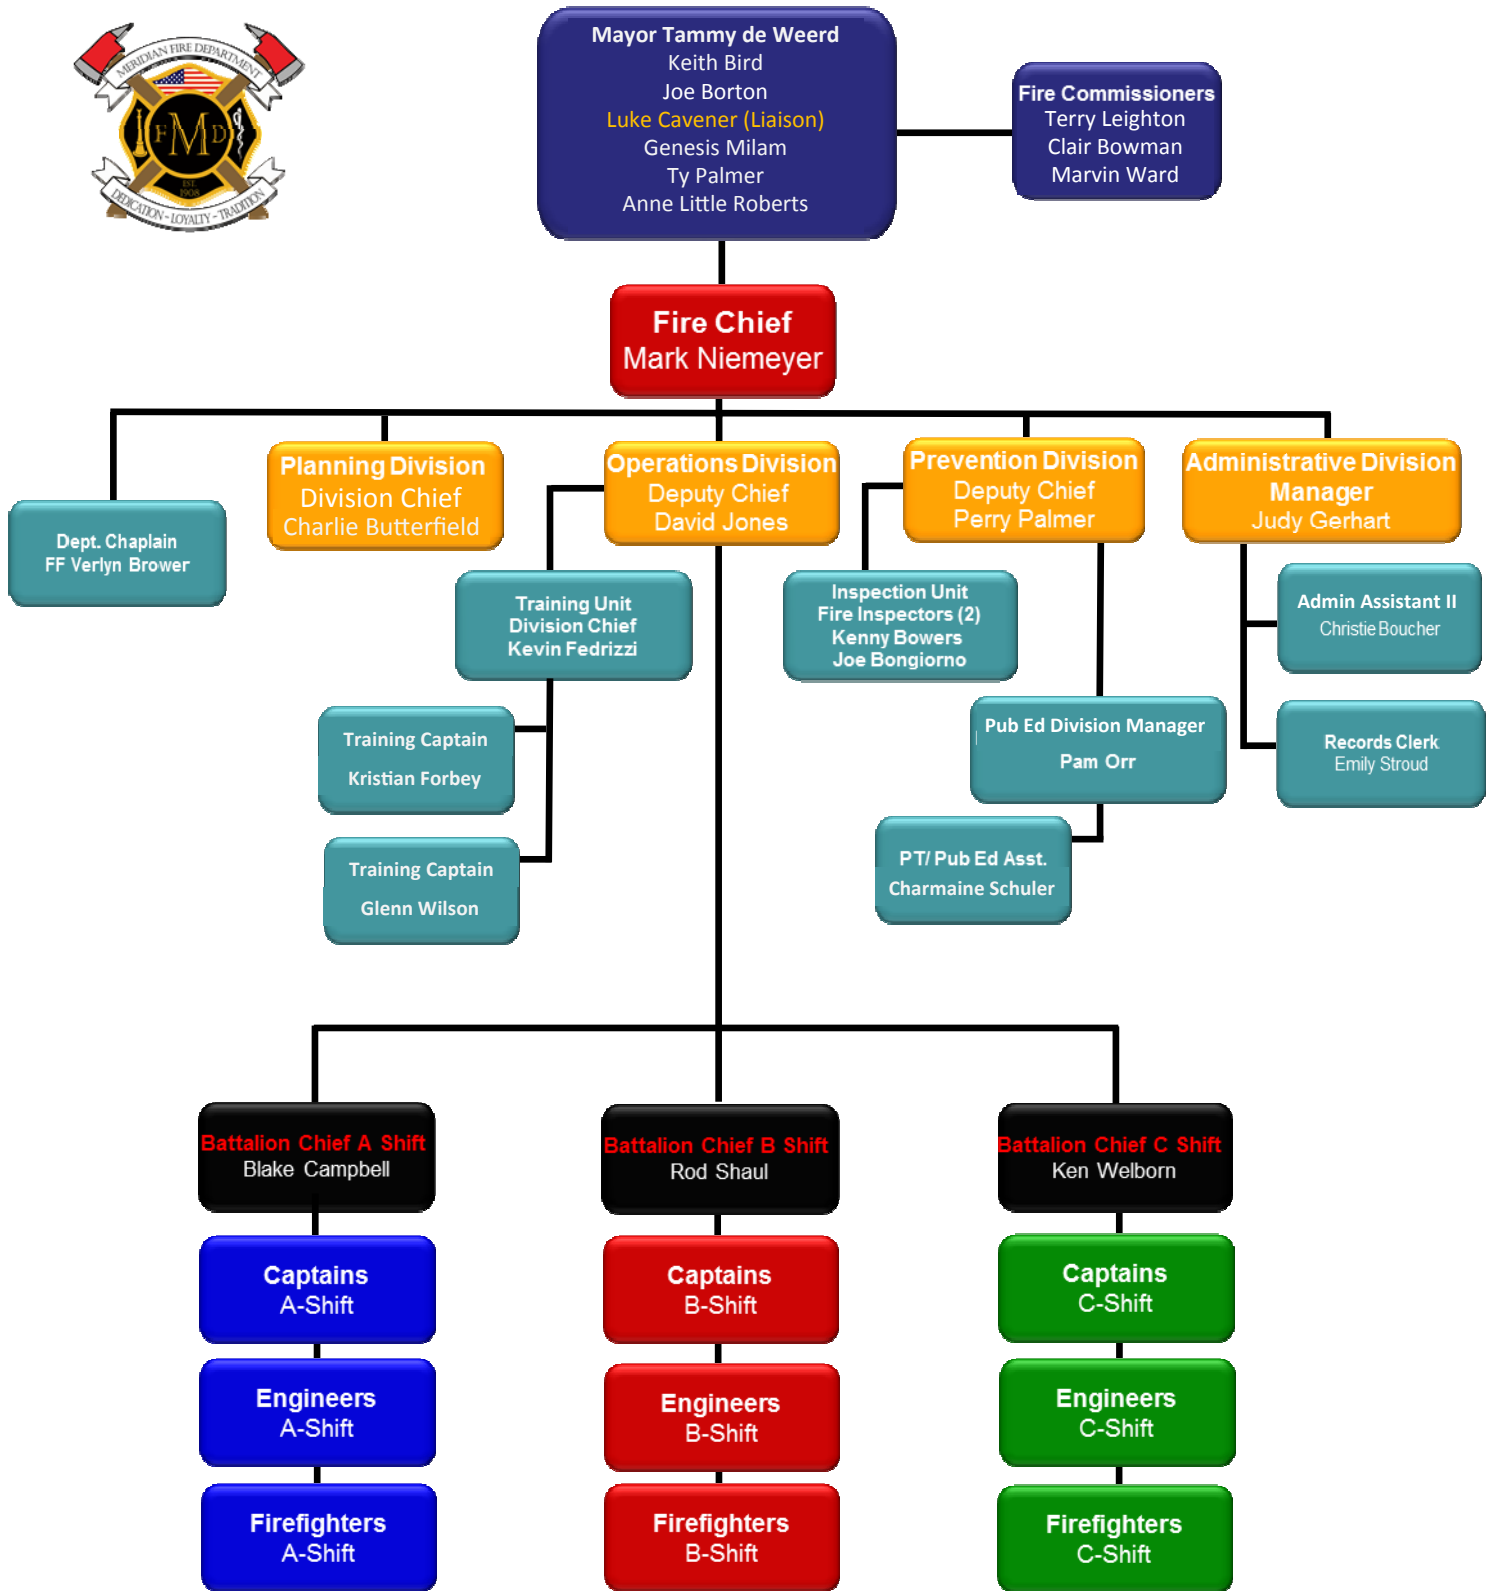 MERIDIAN FIRE DEPARTMENT
F M D
EST.
1908
DEDICATION - LOYALTY - TRADITION
Mayor Tammy de Weerd
Keith Bird
Joe Borton
Luke Cavener (Liaison)
Genesis Milam
Ty Palmer
Anne Little Roberts
Fire Commissioners
Terry Leighton
Clair Bowman
Marvin Ward
Fire Chief
Mark Niemeyer
Dept. Chaplain
FF Verlyn Brower
Planning Division
Division Chief
Charlie Butterfield
Operations Division
Deputy Chief
David Jones
Prevention Division
Deputy Chief
Perry Palmer
Administrative Division
Manager
Judy Gerhart
Training Unit
Division Chief
Kevin Fedrizzi
Inspection Unit
Fire Inspectors (2)
Kenny Bowers
Joe Bongiorno
Admin Assistant II
Christie Boucher
Training Captain
Kristian Forbey
Pub Ed Division Manager
Pam Orr
Records Clerk
Emily Stroud
Training Captain
Glenn Wilson
PT/ Pub Ed Asst.
Charmaine Schuler
Battalion Chief A Shift
Blake Campbell
Battalion Chief B Shift
Rod Shaul
Battalion Chief C Shift
Ken Welborn
Captains
A-Shift
Captains
B-Shift
Captains
C-Shift
Engineers
A-Shift
Engineers
B-Shift
Engineers
C-Shift
Firefighters
A-Shift
Firefighters
B-Shift
Firefighters
C-Shift